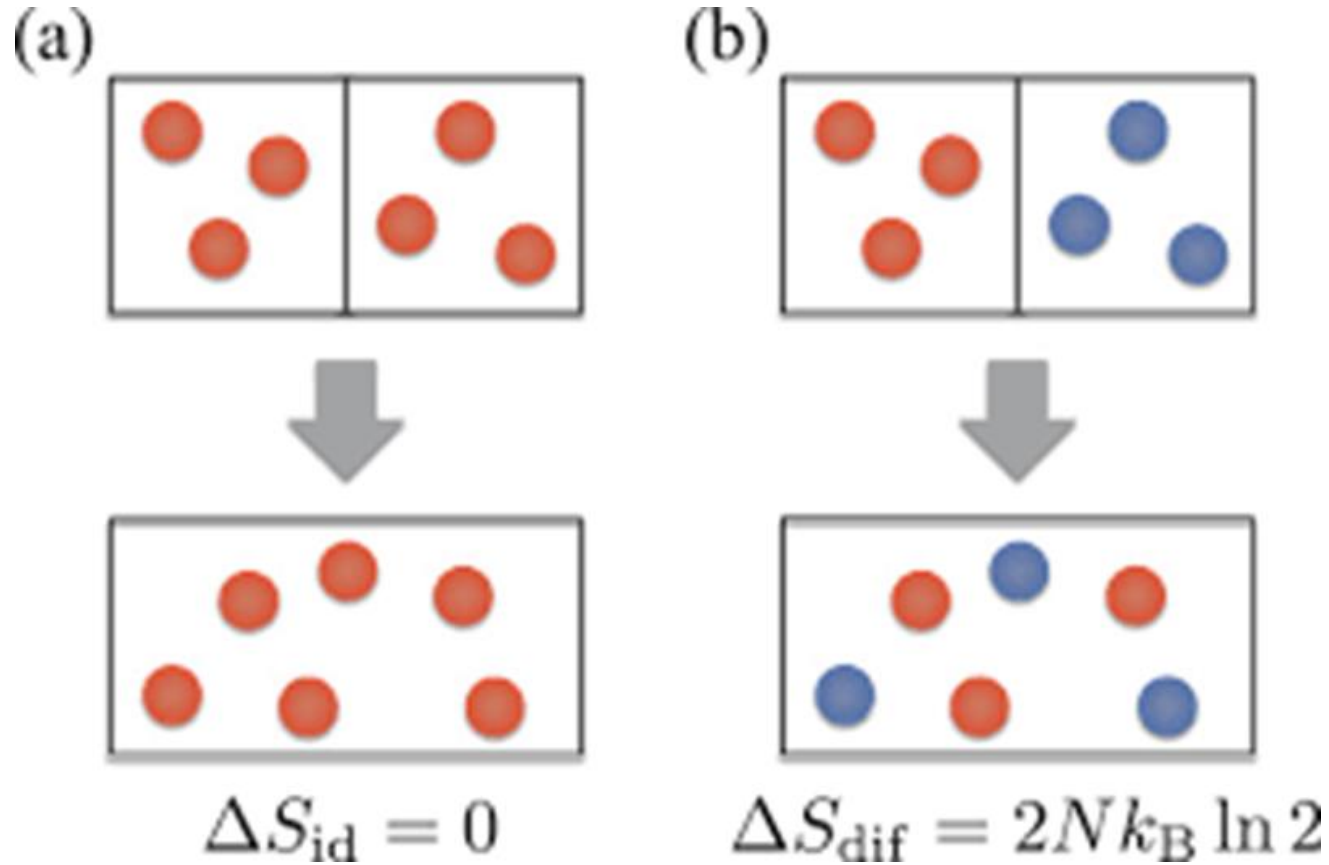 (a) (b)
ΔS_id = 0 ΔS_dif = 2Nk_B ln 2